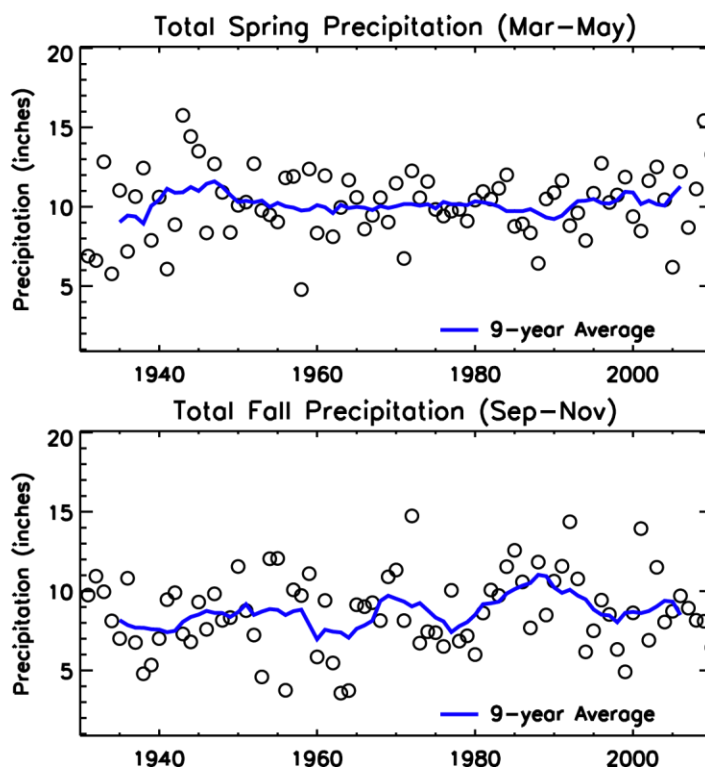 Total Spring Precipitation (Mar-May)
20
15
10
5
Precipitation (inches)
9-year Average
1940 1960 1980 2000
Total Fall Precipitation (Sep-Nov)
20
15
10
5
Precipitation (inches)
9-year Average
1940 1960 1980 2000